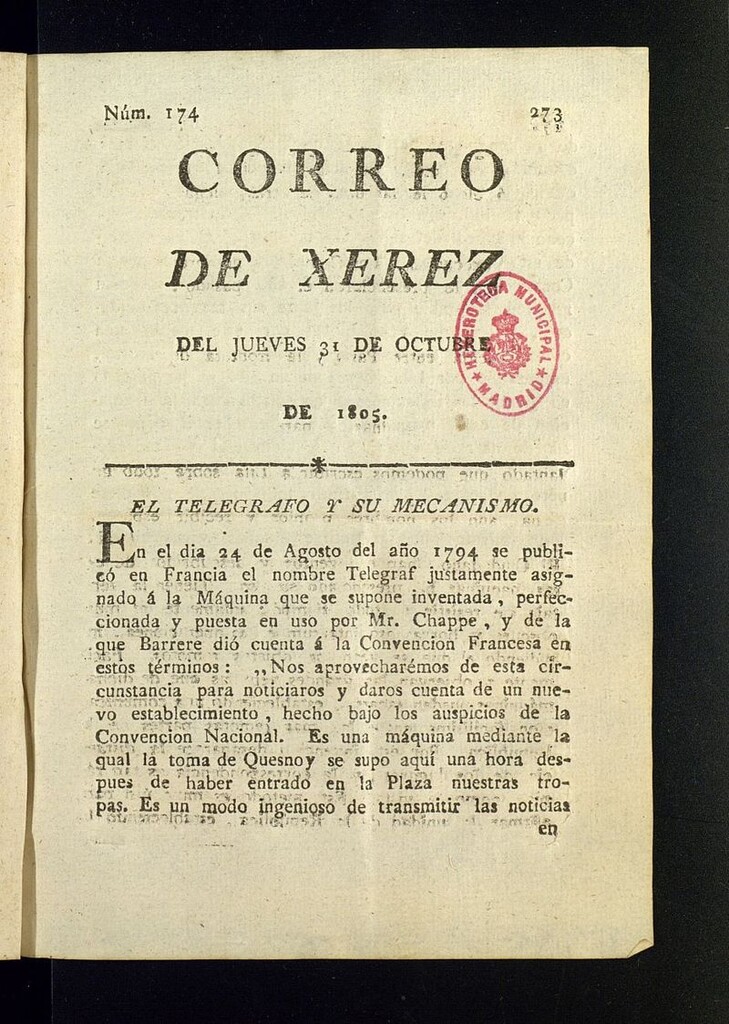 Núm. 174
273
CORREO
DE XEREZ
DEL JUEVES 31 DE OCTUBRE
DE 1805.
HEMEROTECA MUNICIPAL
★ MADRID ★
EL TELEGRAFO Y SU MECANISMO.
En el dia 24 de Agosto del año 1794 se publi-
có en Francia el nombre Telegraf justamente asig-
nado á la Máquina que se supone inventada, perfec-
cionada y puesta en uso por Mr. Chappe, y de la
que Barrere dió cuenta á la Convencion Francesa en
estos términos: „Nos aprovecharémos de esta cir-
cunstancia para noticiaros y daros cuenta de un nue-
vo establecimiento, hecho bajo los auspicios de la
Convencion Nacional. Es una máquina mediante la
qual la toma de Quesnoy se supo aquí una hora des-
pues de haber entrado en la Plaza nuestras tro-
pas. Es un modo ingenioso de transmitir las noticias
en